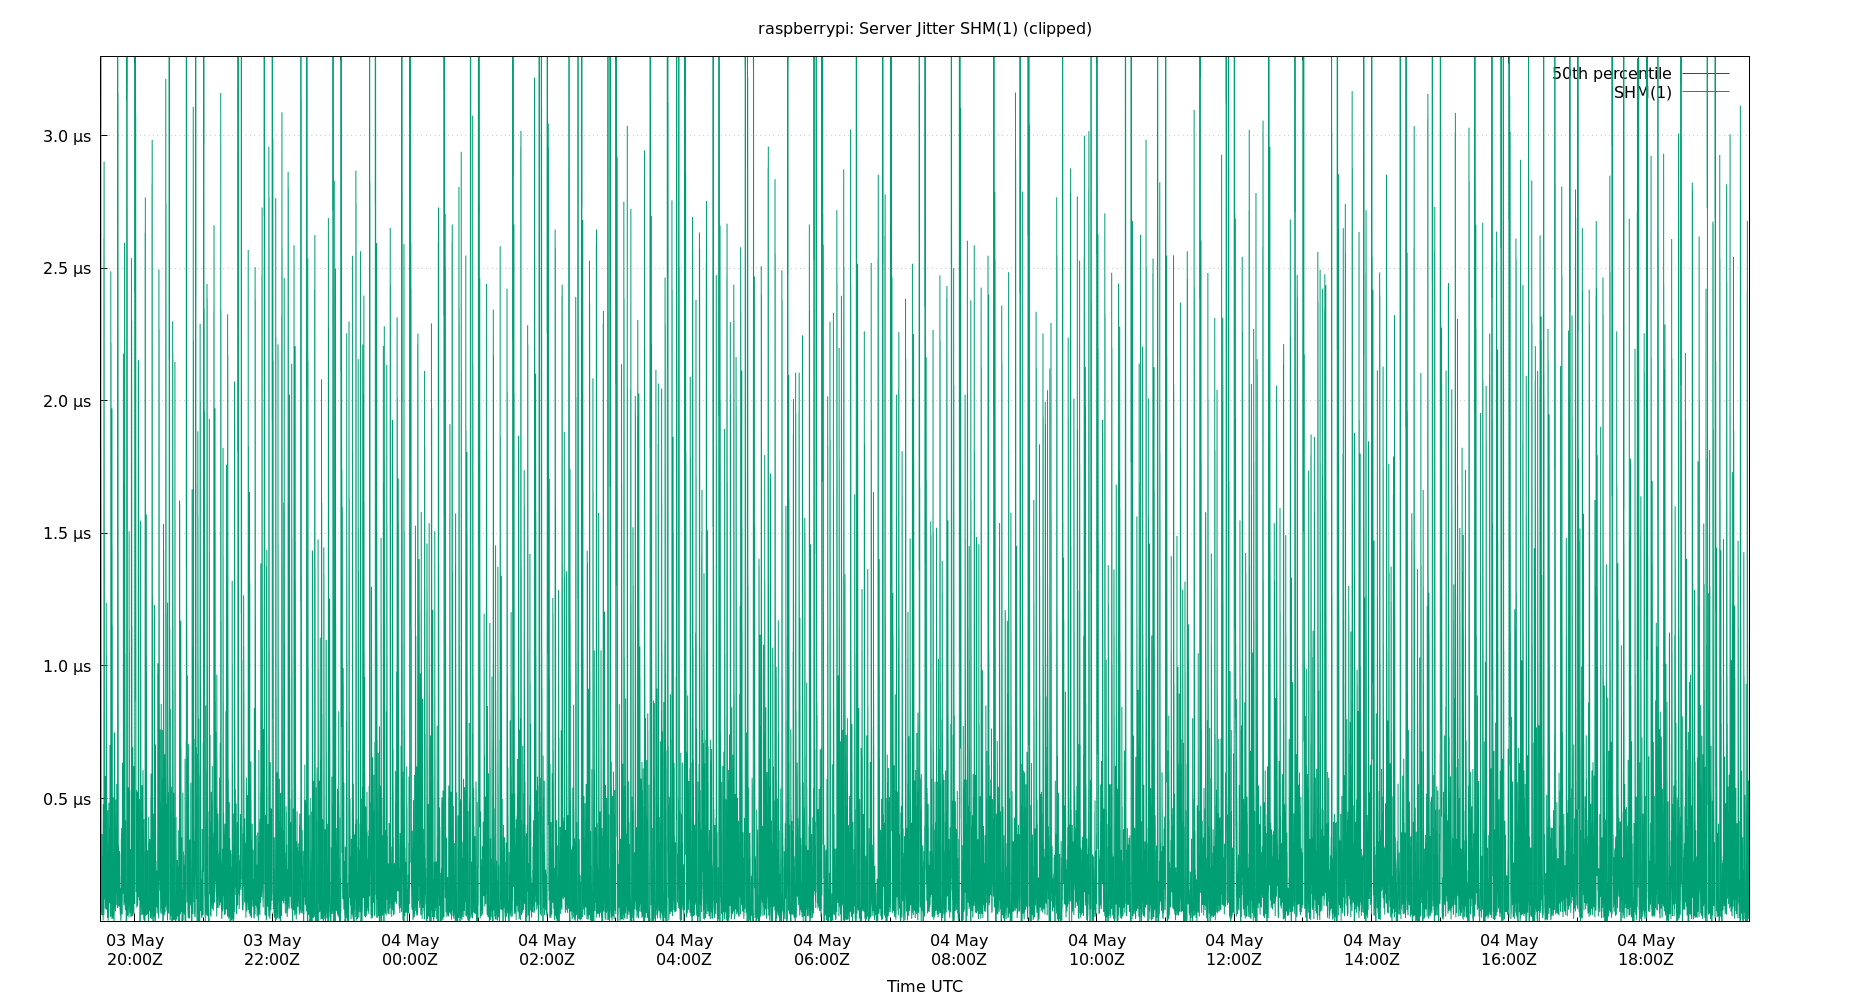 raspberrypi: Server Jitter SHM(1) (clipped)
50th percentile
SHM(1)
3.0 µs
2.5 µs
2.0 µs
1.5 µs
1.0 µs
0.5 µs
03 May 03 May 04 May 04 May 04 May 04 May 04 May 04 May 04 May 04 May 04 May 04 May
20:00Z 22:00Z 00:00Z 02:00Z 04:00Z 06:00Z 08:00Z 10:00Z 12:00Z 14:00Z 16:00Z 18:00Z
Time UTC